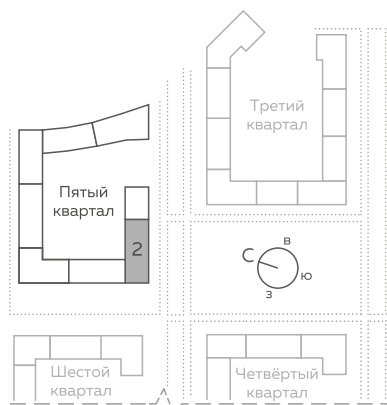 Третий
квартал
Пятый
квартал
2
в
С
ю
з
Шестой
квартал
Четвёртый
квартал